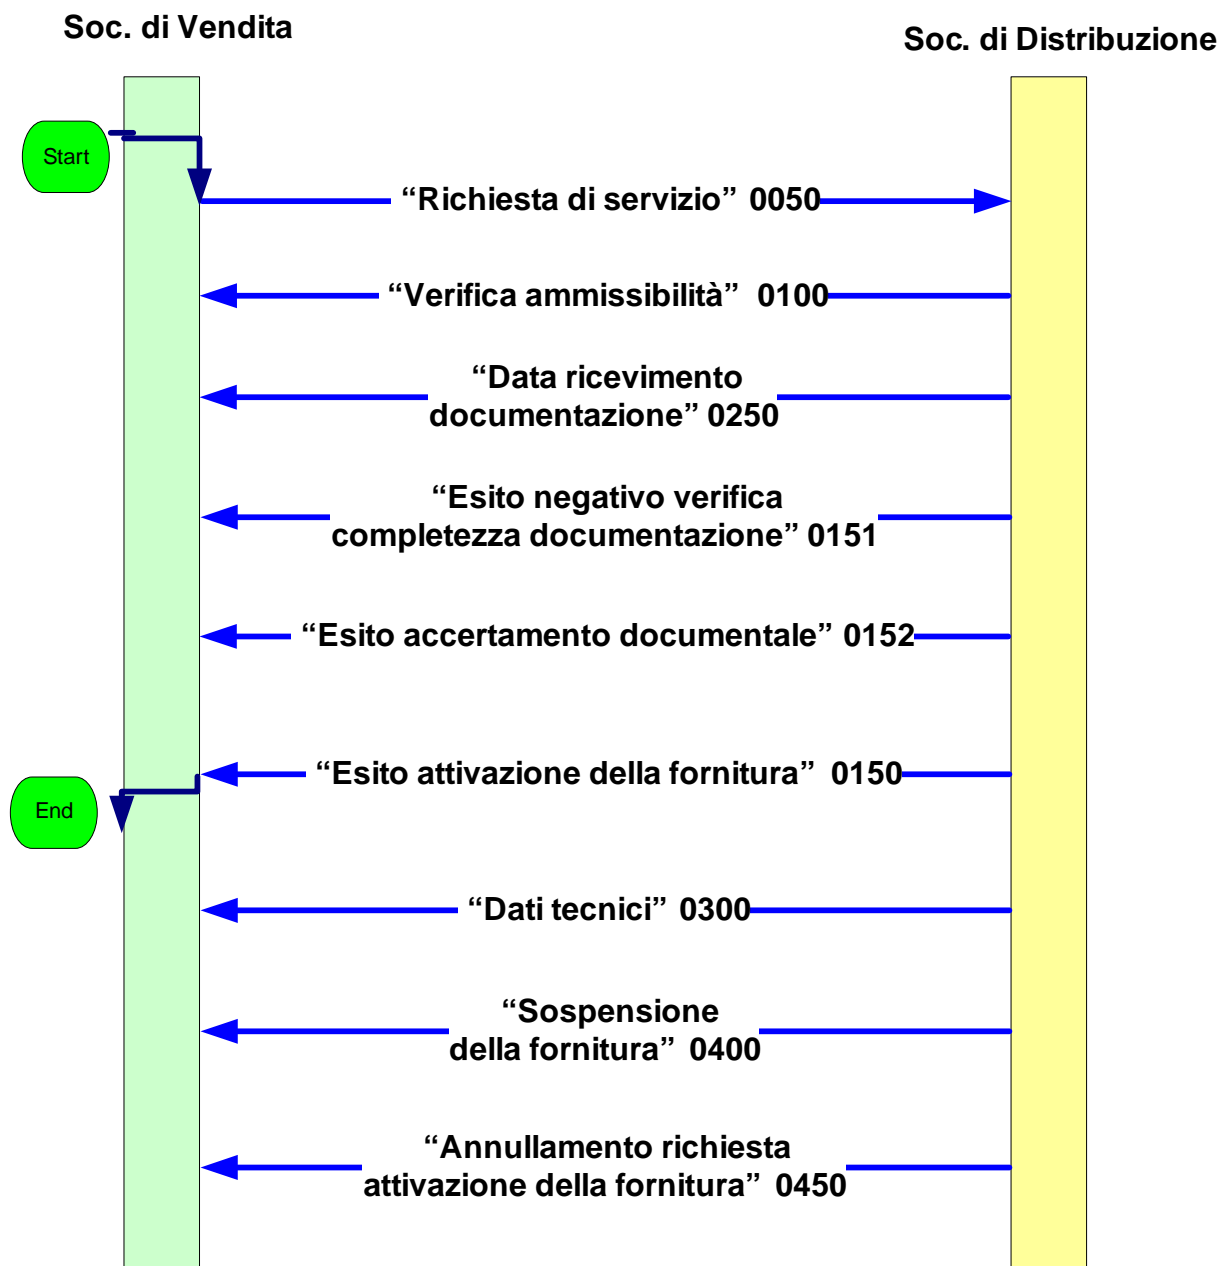 Soc. di Vendita
Soc. di Distribuzione
Start
“Richiesta di servizio” 0050
“Verifica ammissibilità”  0100
“Data ricevimento
documentazione” 0250
“Esito negativo verifica
completezza documentazione” 0151
“Esito accertamento documentale” 0152
“Esito attivazione della fornitura”  0150
End
“Dati tecnici” 0300
“Sospensione
della fornitura”  0400
“Annullamento richiesta
attivazione della fornitura”  0450